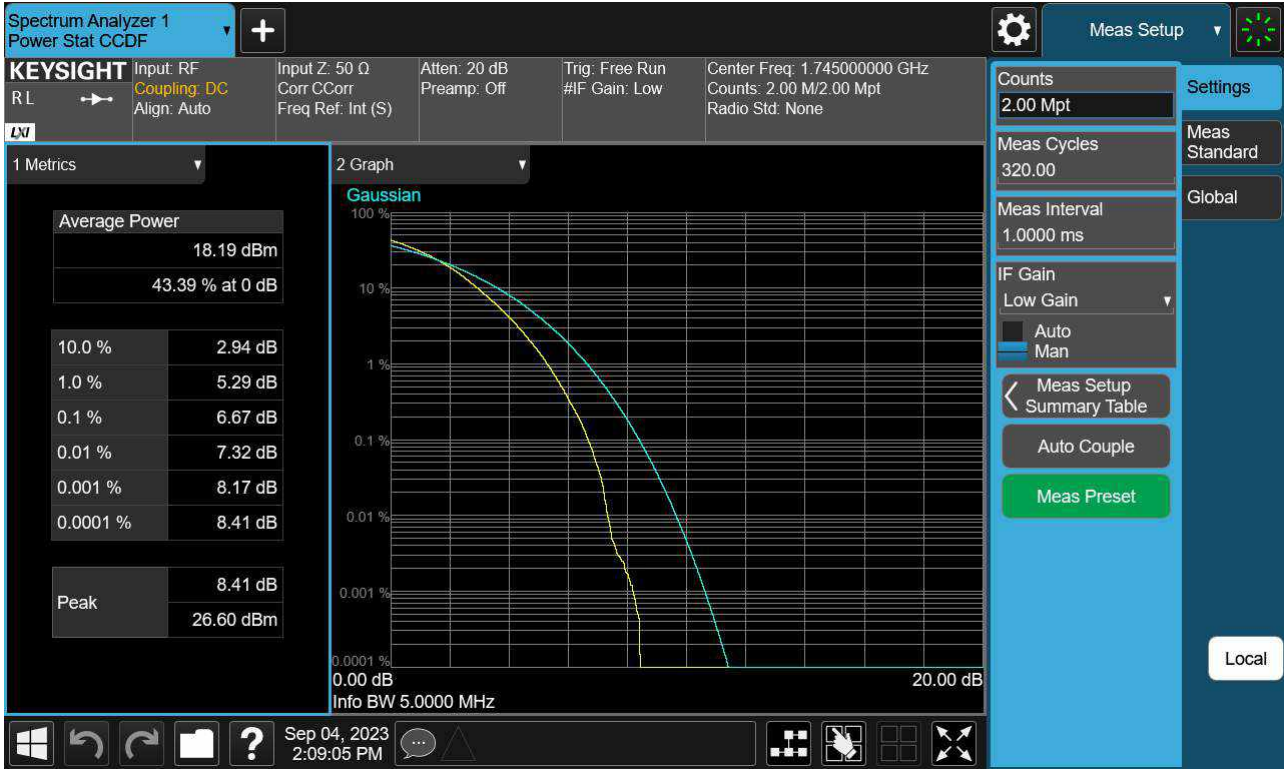 Spectrum Analyzer 1
Power Stat CCDF
+
Meas Setup
KEYSIGHT
R L
LXI
Input: RF
Coupling: DC
Align: Auto
Input Z: 50 Ω
Corr CCorr
Freq Ref: Int (S)
Atten: 20 dB
Preamp: Off
Trig: Free Run
#IF Gain: Low
Center Freq: 1.745000000 GHz
Counts: 2.00 M/2.00 Mpt
Radio Std: None
1 Metrics
Average Power
18.19 dBm
43.39 % at 0 dB
10.0 % 2.94 dB
1.0 % 5.29 dB
0.1 % 6.67 dB
0.01 % 7.32 dB
0.001 % 8.17 dB
0.0001 % 8.41 dB
Peak
8.41 dB
26.60 dBm
2 Graph
Gaussian
100 %
10 %
1 %
0.1 %
0.01 %
0.001 %
0.0001 %
0.00 dB 20.00 dB
Info BW 5.0000 MHz
Counts
2.00 Mpt
Meas Cycles
320.00
Meas Interval
1.0000 ms
IF Gain
Low Gain
Auto
Man
Meas Setup
Summary Table
Auto Couple
Meas Preset
Settings
Meas
Standard
Global
Local
?
Sep 04, 2023
2:09:05 PM